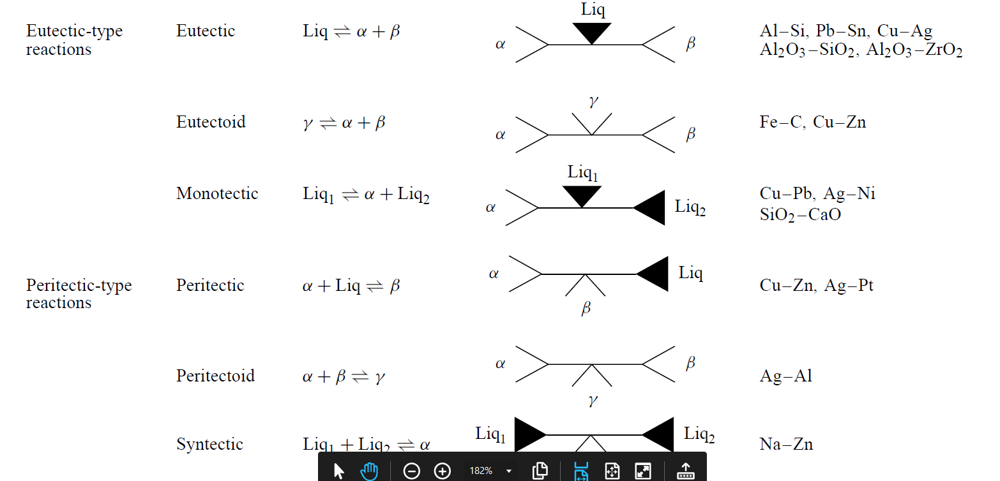 Liq
Eutectic-type reactions Eutectic Liq ⇌ α + β α β Al–Si, Pb–Sn, Cu–Ag
Al₂O₃–SiO₂, Al₂O₃–ZrO₂
γ
Eutectoid γ ⇌ α + β α β Fe–C, Cu–Zn
Liq₁
Monotectic Liq₁ ⇌ α + Liq₂ α Liq₂ Cu–Pb, Ag–Ni
SiO₂–CaO
Peritectic-type reactions Peritectic α + Liq ⇌ β α Liq Cu–Zn, Ag–Pt
β
Peritectoid α + β ⇌ γ α β Ag–Al
γ
Syntectic Liq₁ + Liq₂ ⇌ α Liq₁ Liq₂ Na–Zn
182%